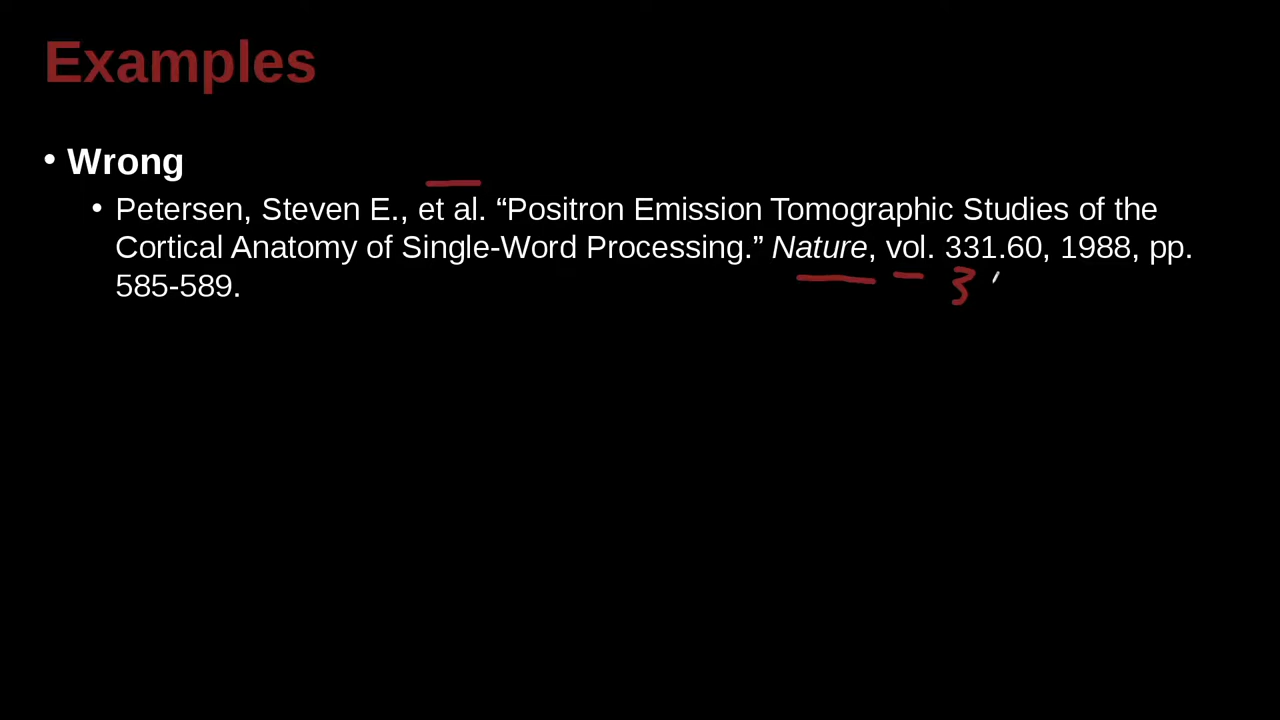 Examples
• Wrong
• Petersen, Steven E., et al. “Positron Emission Tomographic Studies of the
Cortical Anatomy of Single-Word Processing.” Nature, vol. 331.60, 1988, pp.
585-589.
3